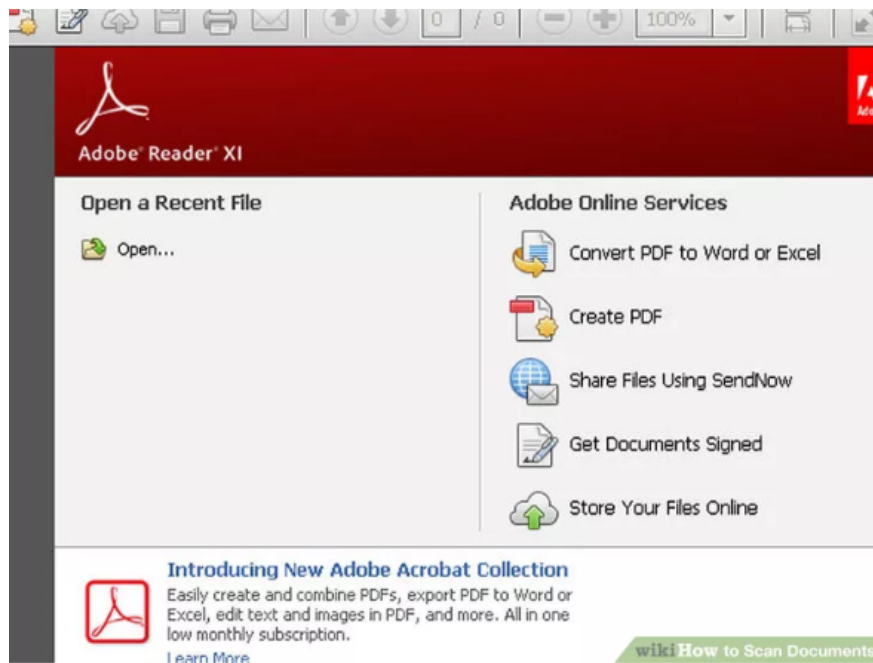 0 / 0
100%
Adobe® Reader® XI
Open a Recent File
Open...
Adobe Online Services
Convert PDF to Word or Excel
Create PDF
Share Files Using SendNow
Get Documents Signed
Store Your Files Online
Introducing New Adobe Acrobat Collection
Easily create and combine PDFs, export PDF to Word or
Excel, edit text and images in PDF, and more. All in one
low monthly subscription.
Learn More
wikiHow to Scan Documents